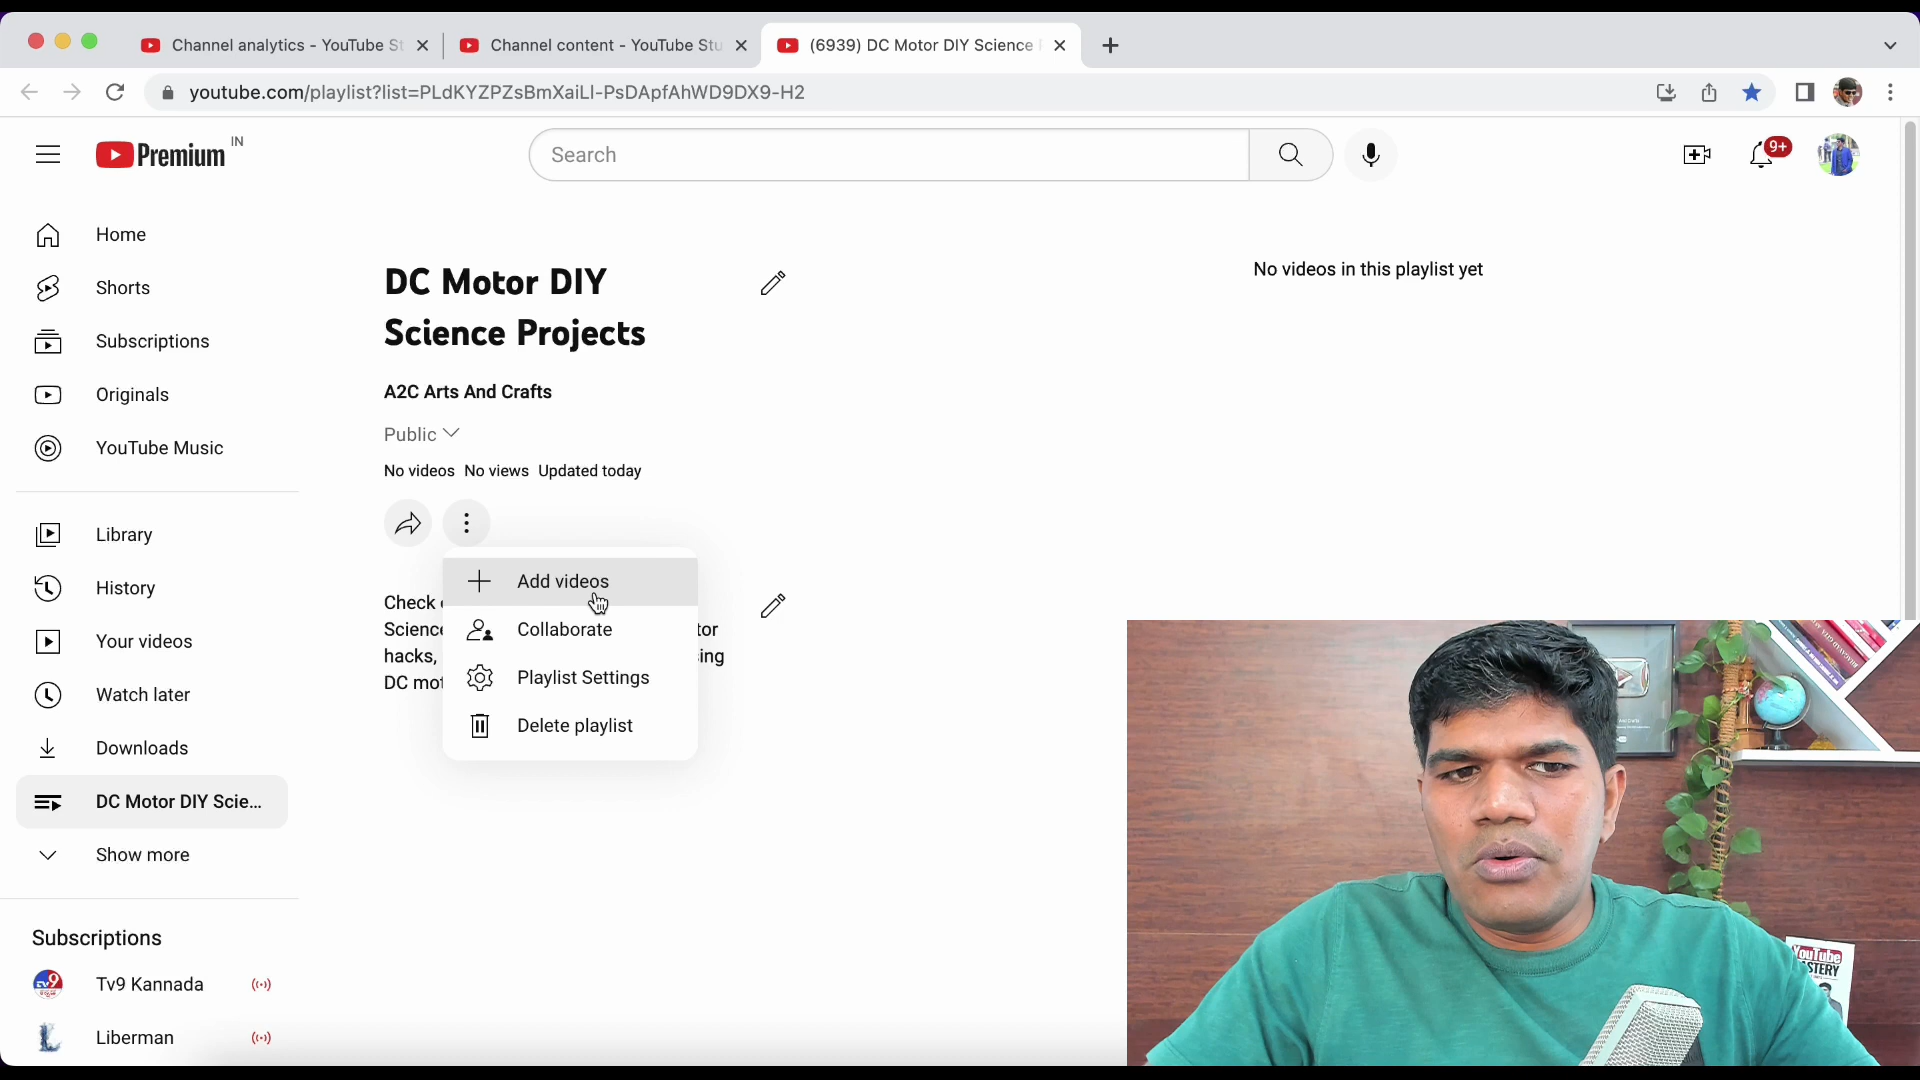 Channel analytics - YouTube St
Channel content - YouTube Stu
(6939) DC Motor DIY Science
youtube.com/playlist?list=PLdKYZPZsBmXaiLI-PsDApfAhWD9DX9-H2
Premium IN
Search
9+
Home
Shorts
Subscriptions
Originals
YouTube Music
Library
History
Your videos
Watch later
Downloads
DC Motor DIY Scie...
Show more
Subscriptions
Tv9 Kannada
Liberman
DC Motor DIY
Science Projects
A2C Arts And Crafts
Public
No videos No views Updated today
Add videos
Collaborate
Playlist Settings
Delete playlist
Check
Science
tor
hacks,
ing
DC mot
No videos in this playlist yet
YouTube
MASTERY